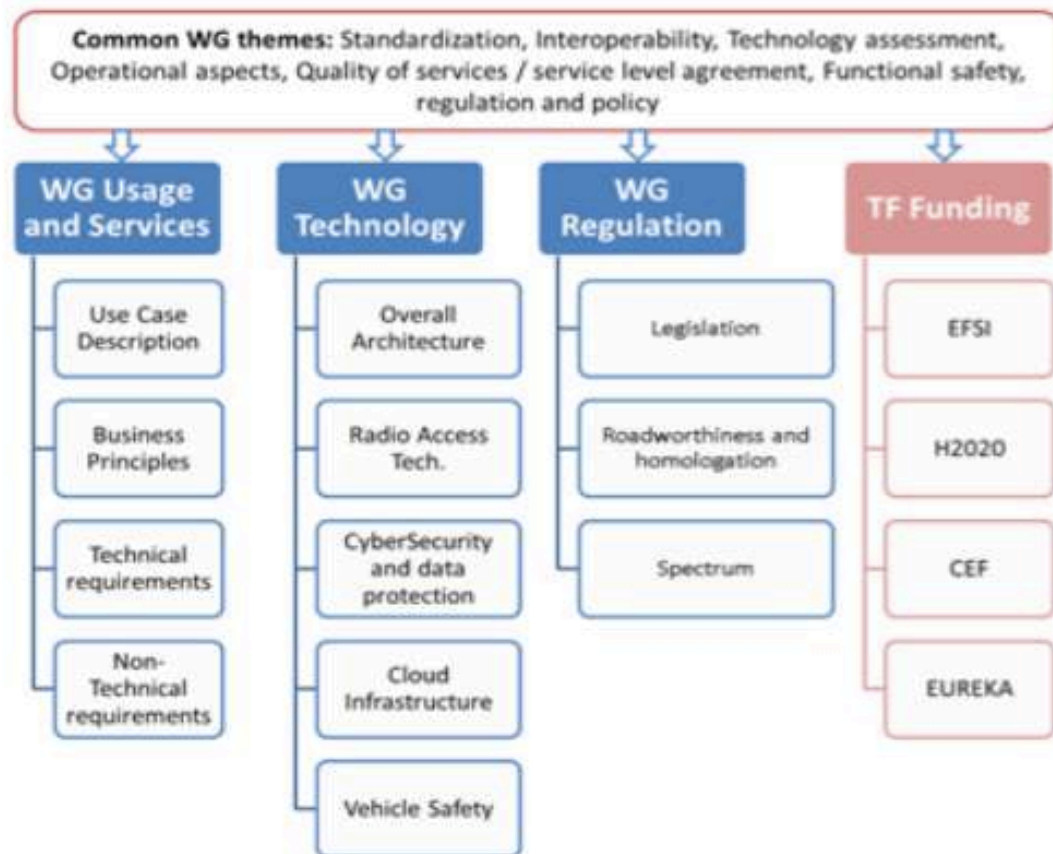 Common WG themes: Standardization, Interoperability, Technology assessment,
Operational aspects, Quality of services / service level agreement, Functional safety,
regulation and policy
WG Usage
and Services
Use Case
Description
Business
Principles
Technical
requirements
Non-
Technical
requirements
WG
Technology
Overall
Architecture
Radio Access
Tech.
CyberSecurity
and data
protection
Cloud
Infrastructure
Vehicle Safety
WG
Regulation
Legislation
Roadworthiness and
homologation
Spectrum
TF Funding
EFSI
H2020
CEF
EUREKA